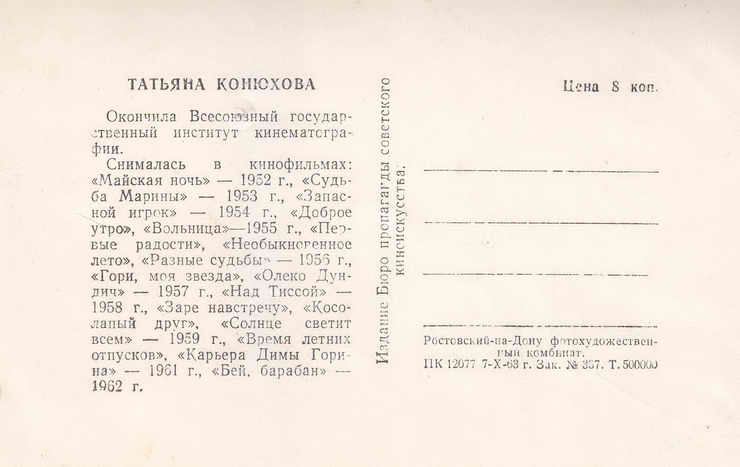 ТАТЬЯНА КОНЮХОВА
Окончила Всесоюзный государ-
ственный институт кинематогра-
фии.
Снималась в кинофильмах:
«Майская ночь» — 1952 г., «Судь-
ба Марины» — 1953 г., «Запас-
ной игрок» — 1954 г., «Доброе
утро», «Вольница»—1955 г., «Пер-
вые радости», «Необыкновенное
лето», «Разные судьбы» — 1956 г.,
«Гори, моя звезда», «Олеко Дун-
дич» — 1957 г., «Над Тиссой» —
1958 г., «Заре навстречу», «Косо-
лапый друг», «Солнце светит
всем» — 1959 г., «Время летних
отпусков», «Карьера Димы Гори-
на» — 1961 г., «Бей, барабан» —
1962 г.
Издание Бюро пропаганды советского
киноискусства.
Цена 8 коп.
Ростовский-на-Дону фотохудожествен-
ный комбинат.
ПК 12077 7-X-63 г. Зак. № 337. Т. 500000